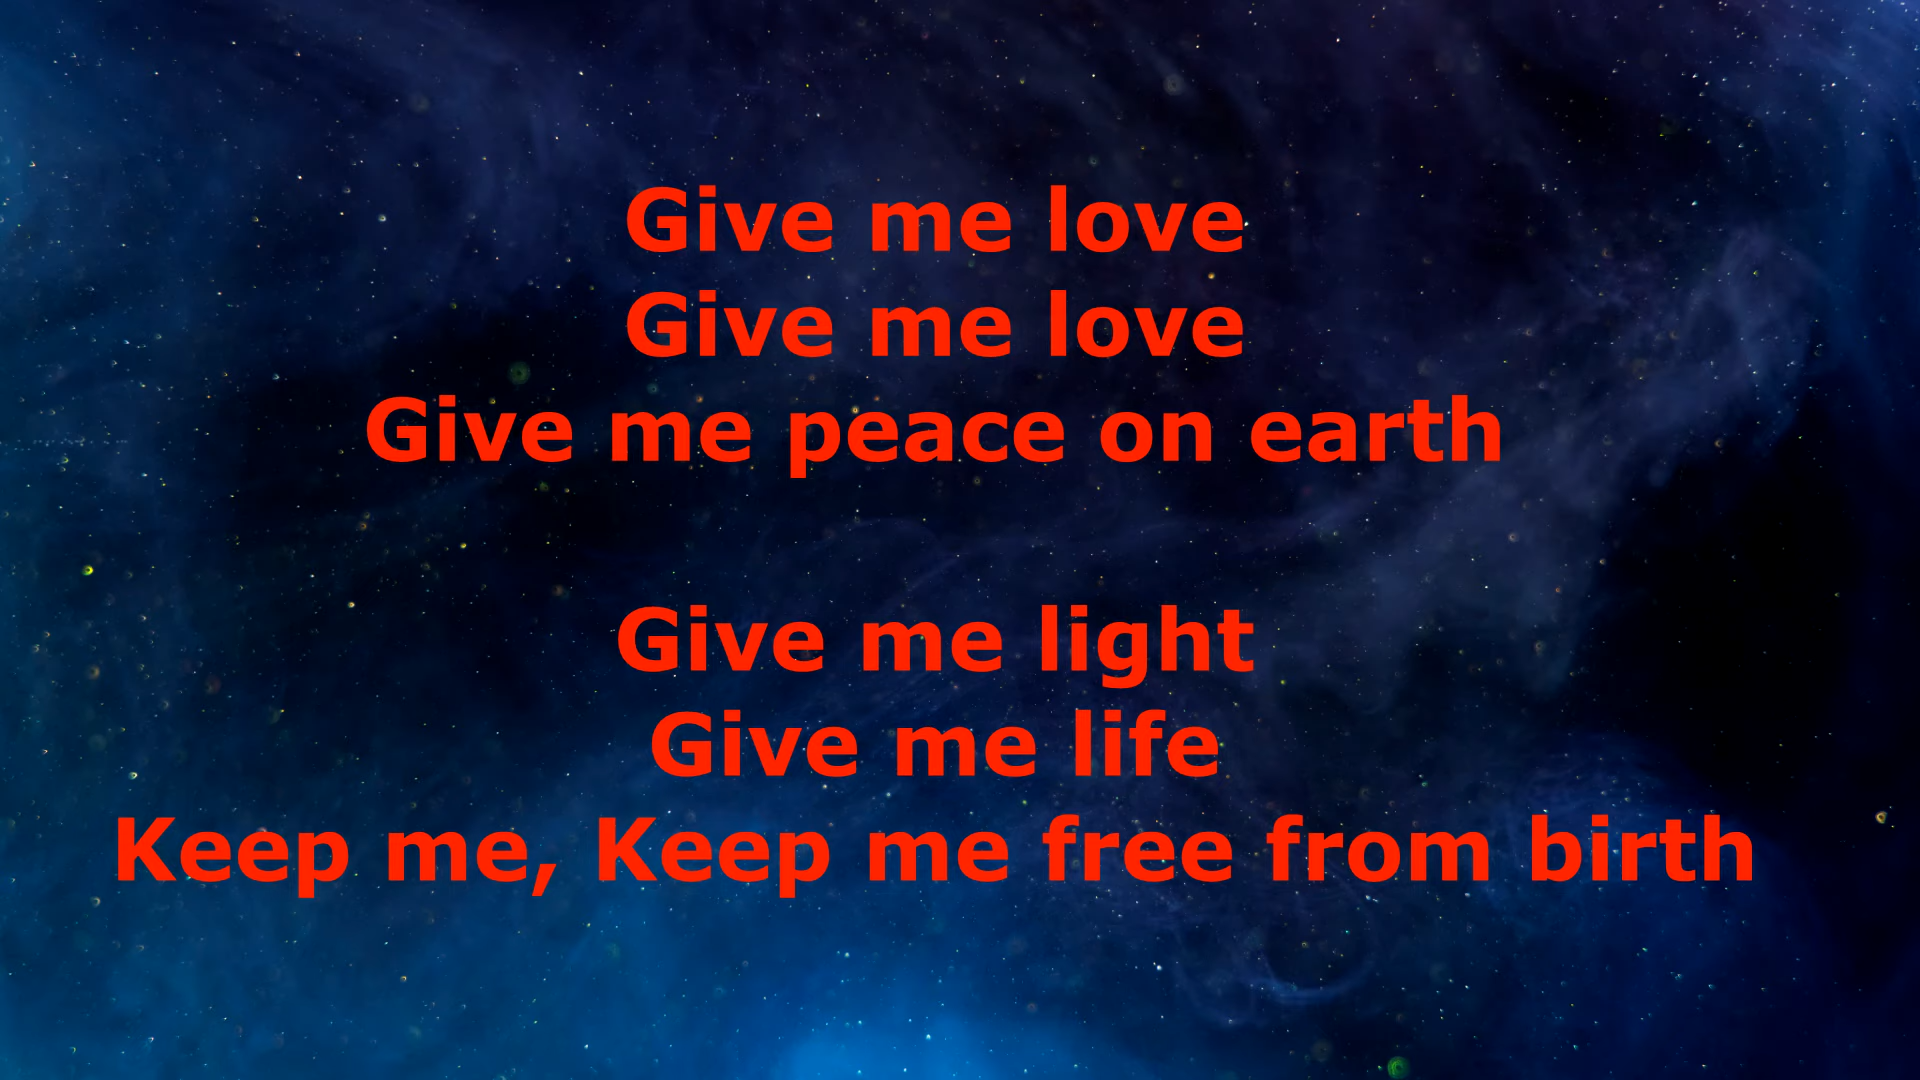 Give me love
Give me love
Give me peace on earth
Give me light
Give me life
Keep me, Keep me free from birth